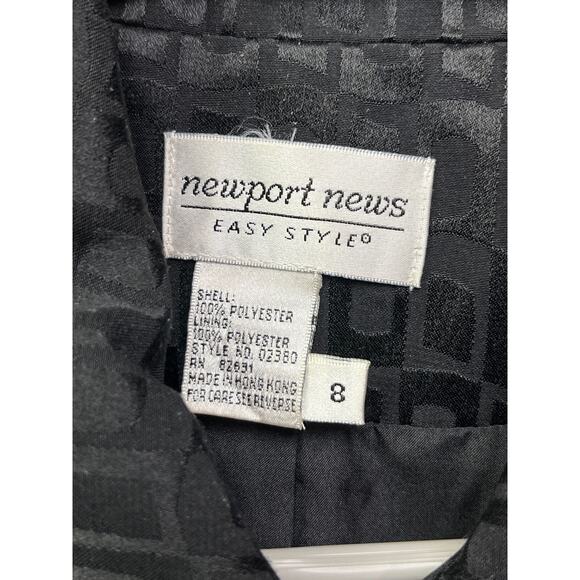 newport news
EASY STYLE®
SHELL:
100% POLYESTER
LINING:
100% POLYESTER
STYLE NO. 02380
RN 82691
MADE IN HONG KONG
FOR CARE SEE REVERSE
8